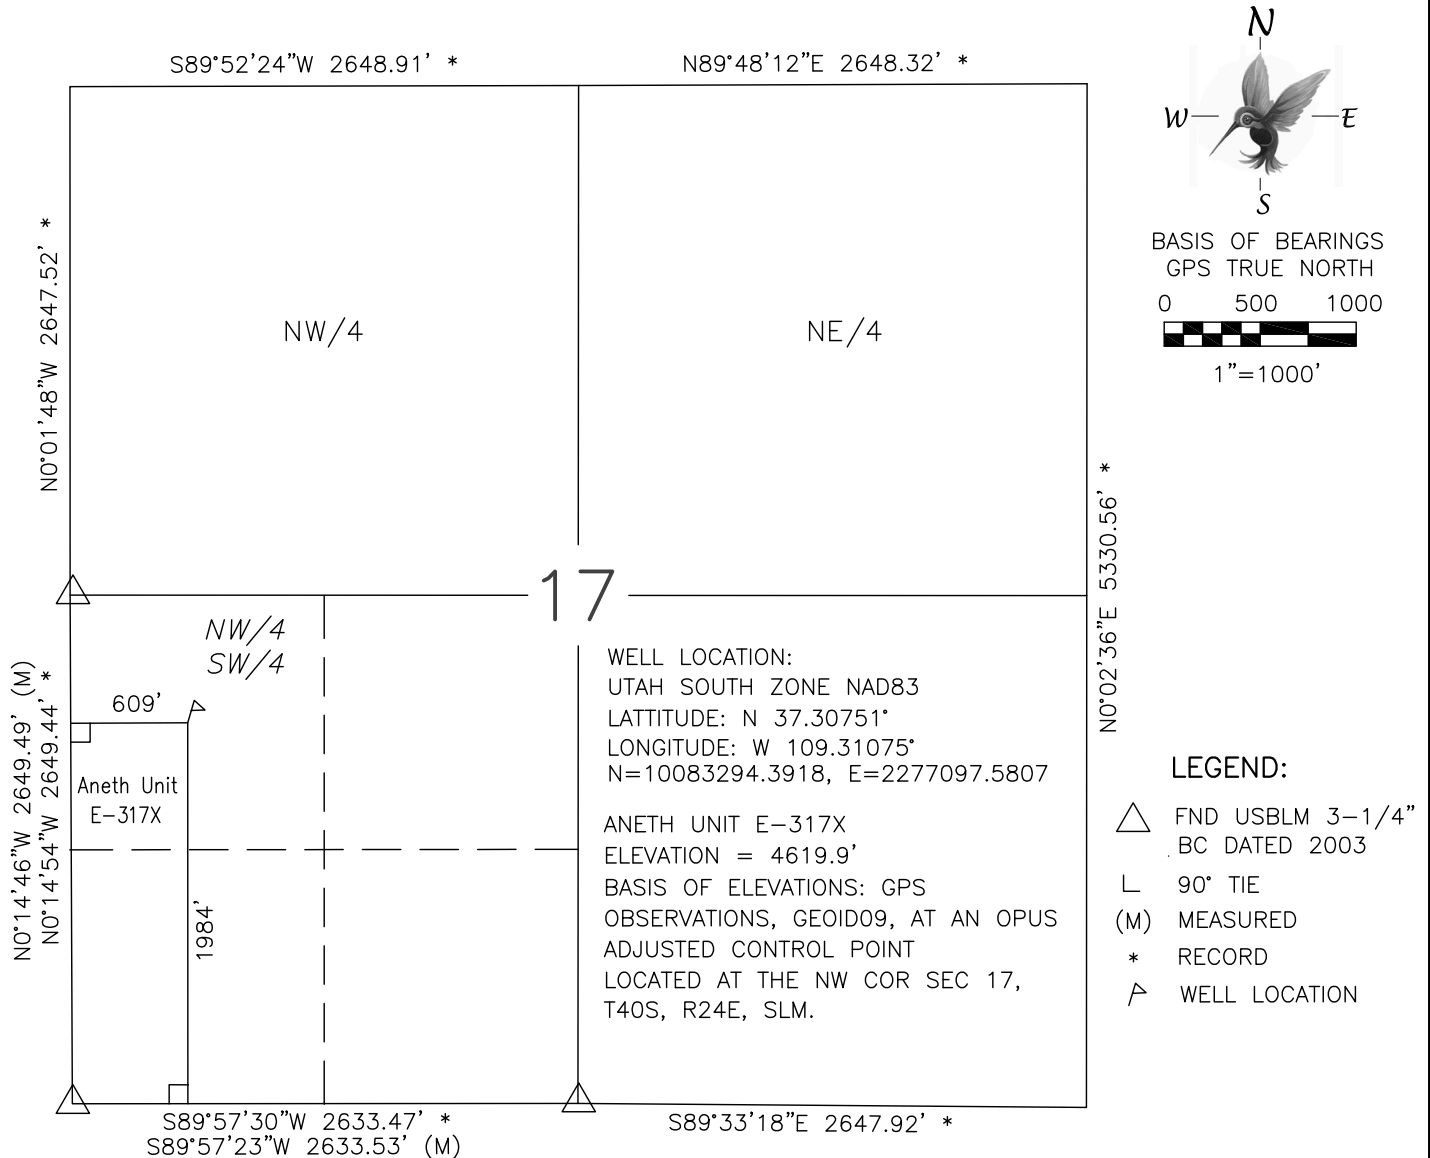 S89°52'24"W 2648.91' *
N89°48'12"E 2648.32' *
N
W
E
S
BASIS OF BEARINGS
GPS TRUE NORTH
0 500 1000
1"=1000'
N0°01'48"W 2647.52' *
NW/4
NE/4
17
N0°02'36"E 5330.56' *
NW/4
SW/4
609'
N0°14'46"W 2649.49' (M)
N0°14'54"W 2649.44' *
Aneth Unit
E-317X
1984'
WELL LOCATION:
UTAH SOUTH ZONE NAD83
LATTITUDE: N 37.30751°
LONGITUDE: W 109.31075°
N=10083294.3918, E=2277097.5807
ANETH UNIT E-317X
ELEVATION = 4619.9'
BASIS OF ELEVATIONS: GPS
OBSERVATIONS, GEOID09, AT AN OPUS
ADJUSTED CONTROL POINT
LOCATED AT THE NW COR SEC 17,
T40S, R24E, SLM.
LEGEND:
FND USBLM 3-1/4"
BC DATED 2003
90° TIE
(M) MEASURED
* RECORD
WELL LOCATION
S89°57'30"W 2633.47' *
S89°57'23"W 2633.53' (M)
S89°33'18"E 2647.92' *